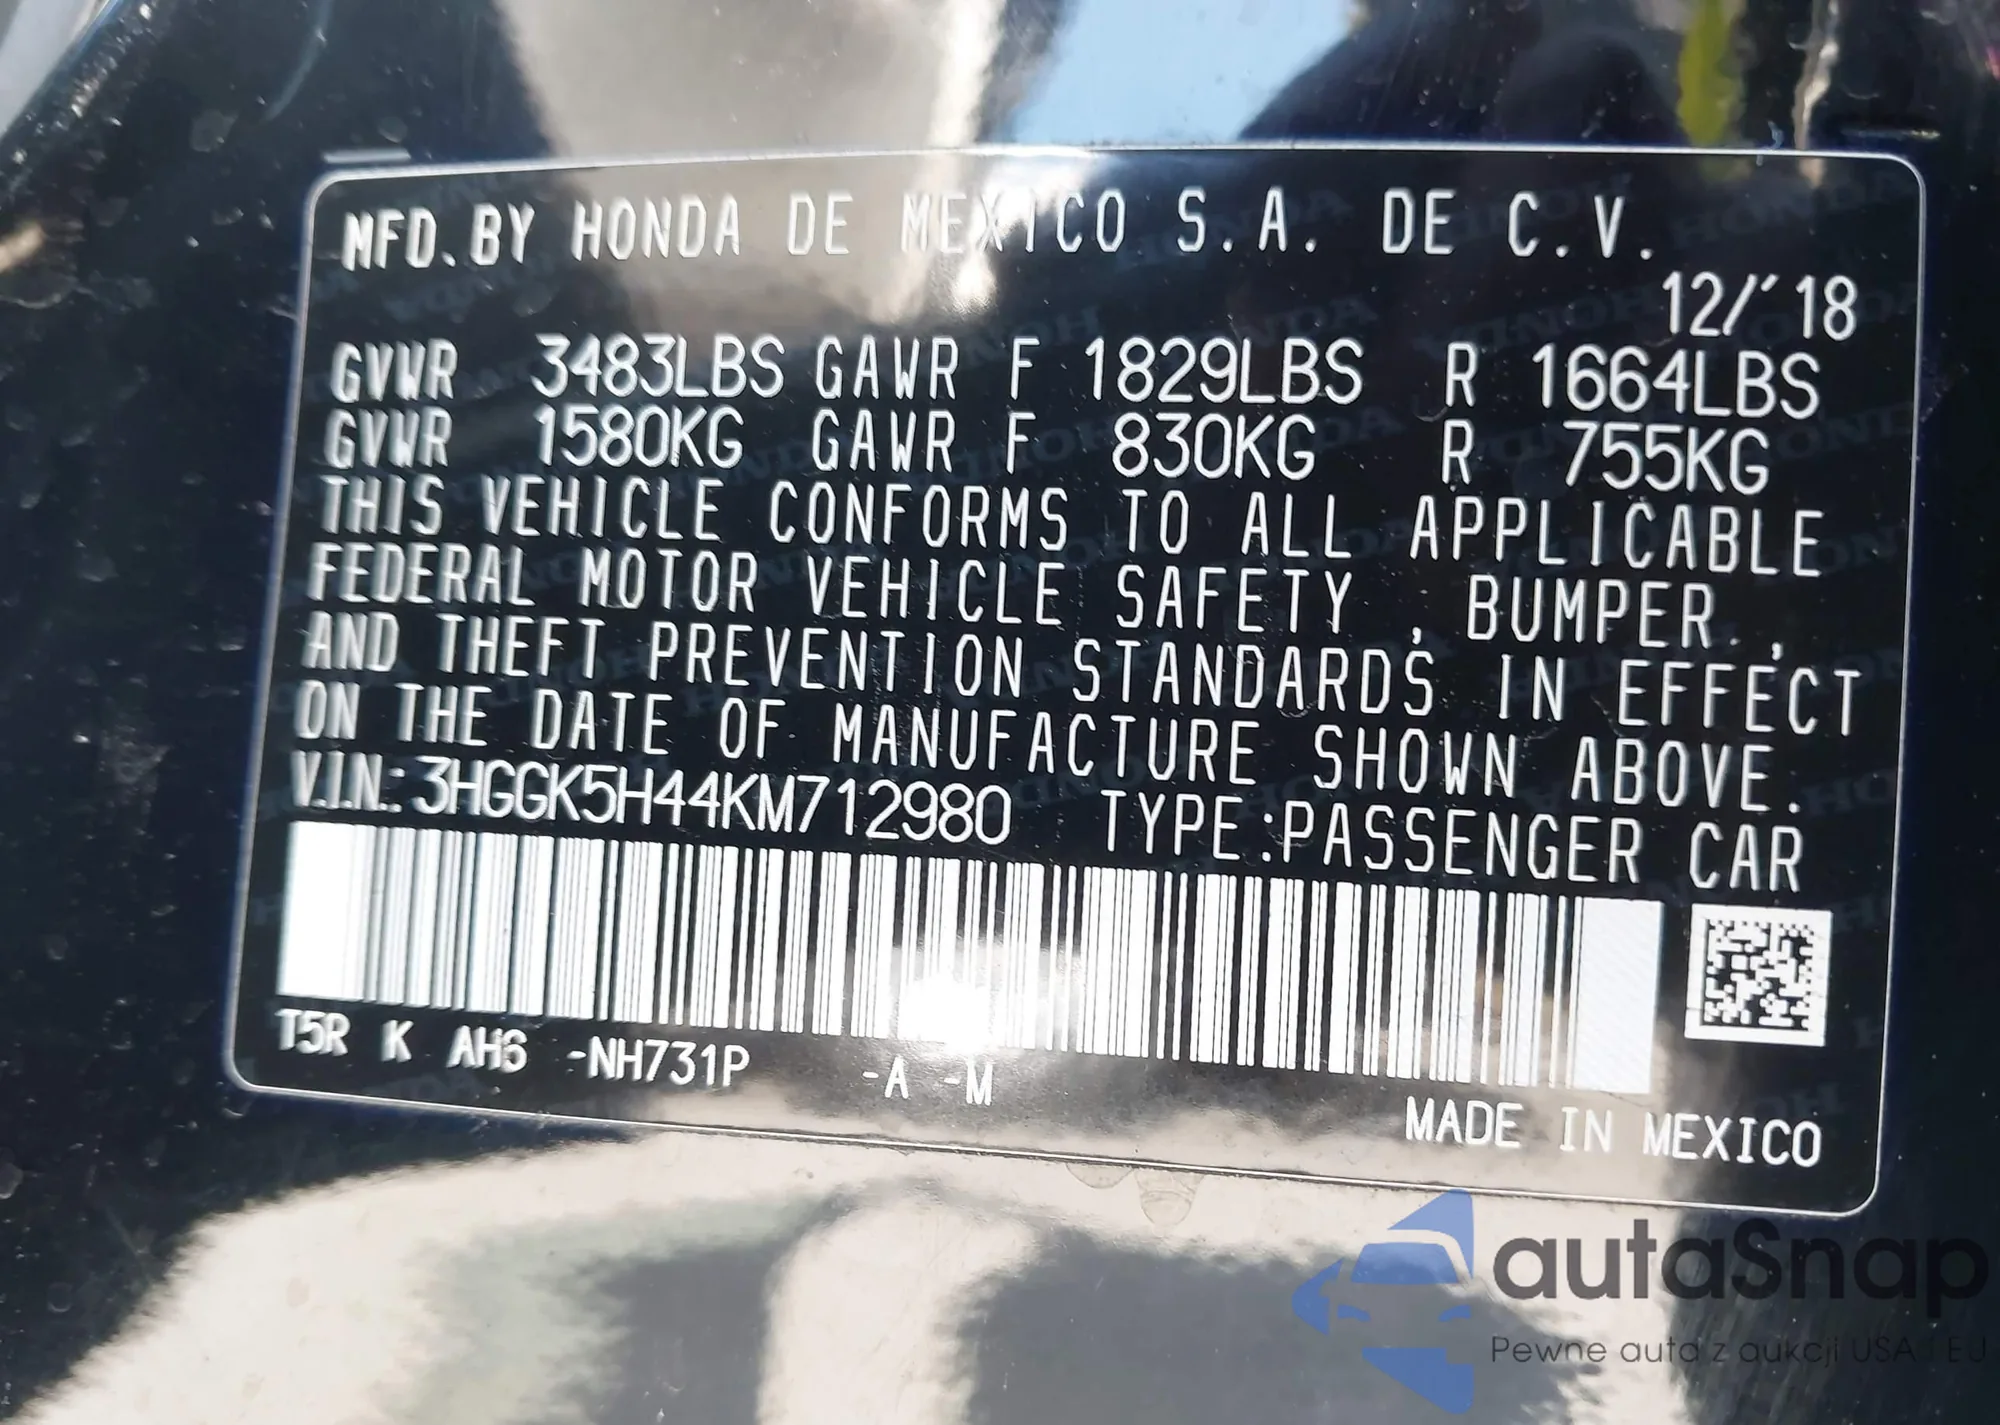 MFD. BY HONDA DE MEXICO S.A. DE C.V.
12/'18
GVWR 3483LBS GAWR F 1829LBS R 1664LBS
GVWR 1580KG GAWR F 830KG R 755KG
THIS VEHICLE CONFORMS TO ALL APPLICABLE
FEDERAL MOTOR VEHICLE SAFETY , BUMPER ,
AND THEFT PREVENTION STANDARDS IN EFFECT
ON THE DATE OF MANUFACTURE SHOWN ABOVE.
V.I.N.: 3HGGK5H44KM712980 TYPE:PASSENGER CAR
T5R K AH6 -NH731P -A -M
MADE IN MEXICO
autaSnap
Pewne auta z aukcji USA i EU